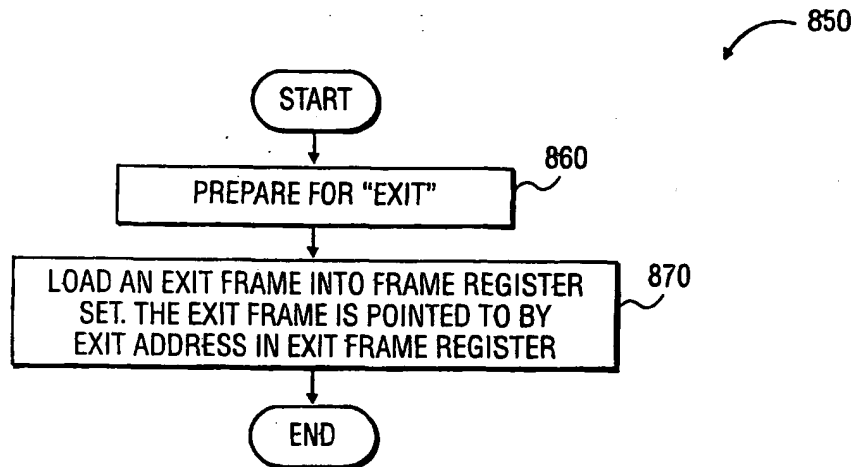 850
START
860
PREPARE FOR "EXIT"
870
LOAD AN EXIT FRAME INTO FRAME REGISTER
SET. THE EXIT FRAME IS POINTED TO BY
EXIT ADDRESS IN EXIT FRAME REGISTER
END